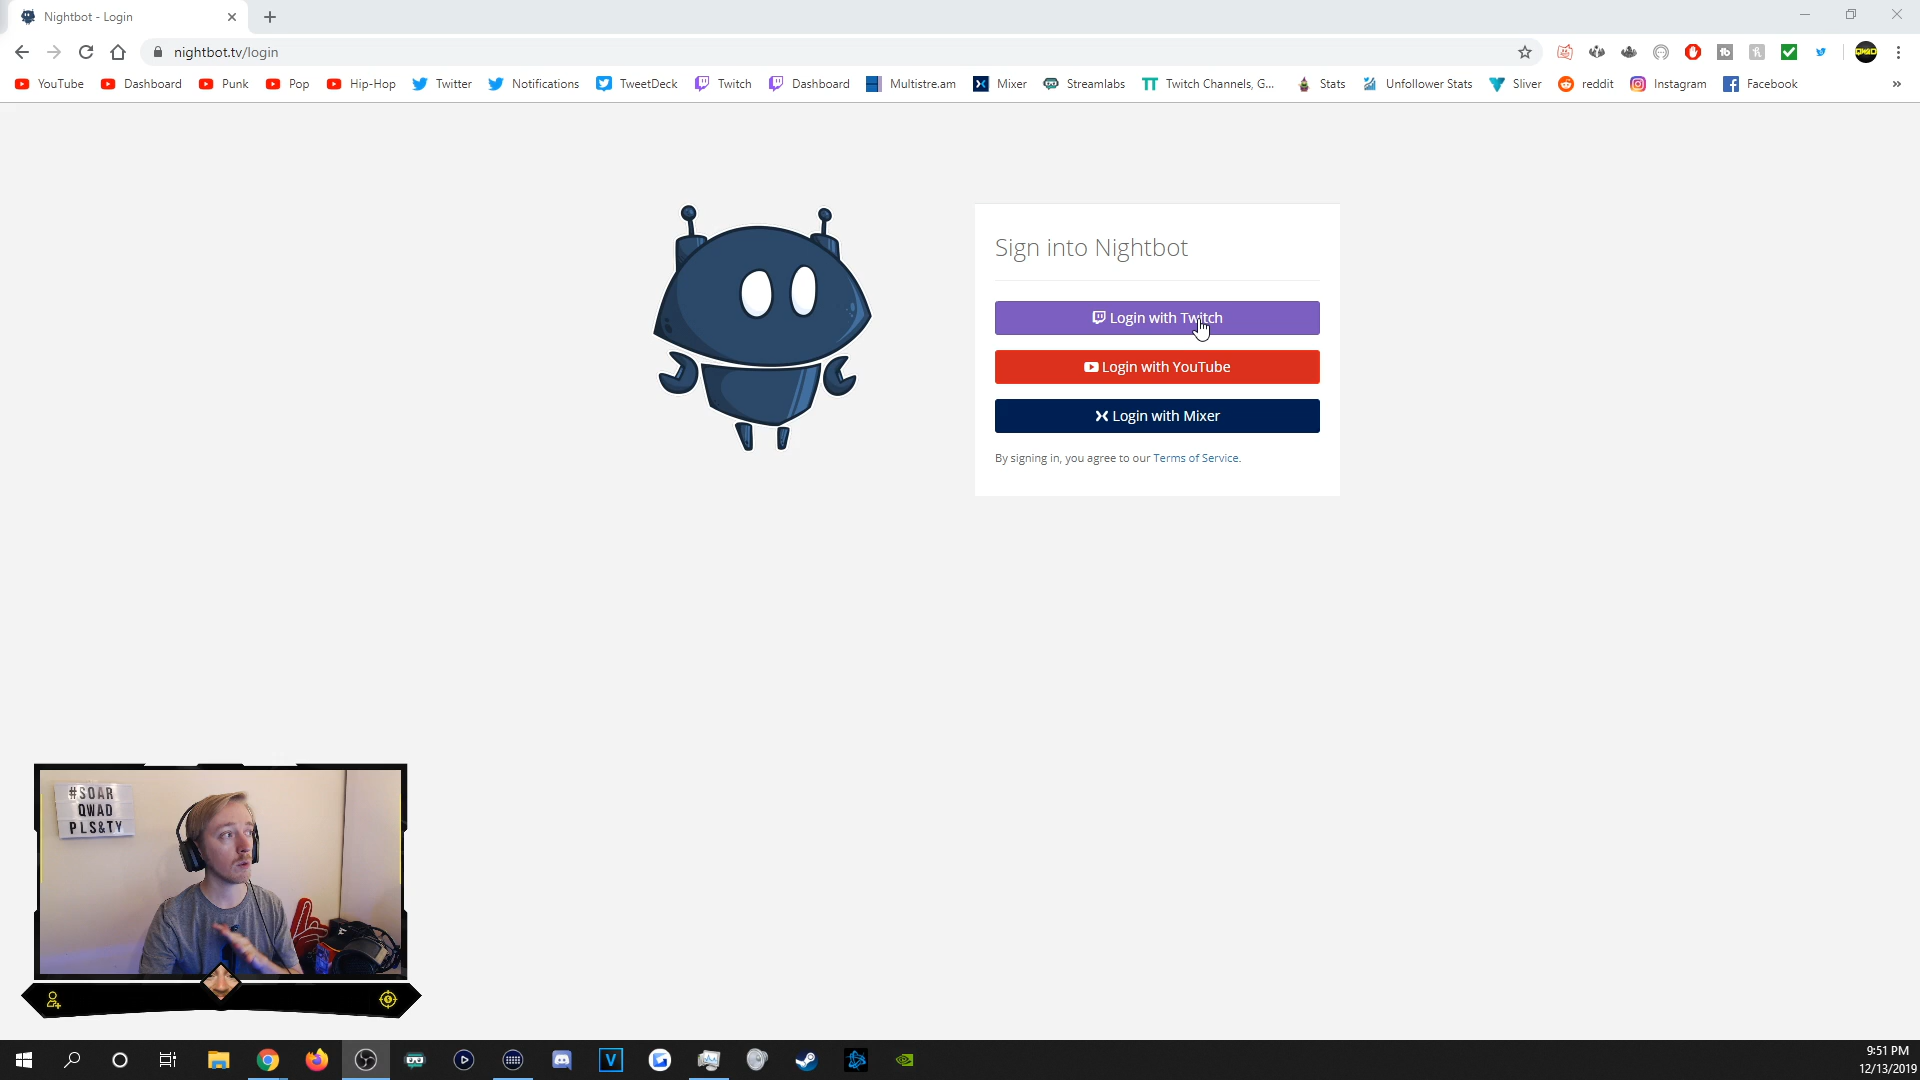 Nightbot - Login
nightbot.tv/login
YouTube Dashboard Punk Pop Hip-Hop Twitter Notifications TweetDeck Twitch Dashboard Multistre.am Mixer Streamlabs Twitch Channels, G... Stats Unfollower Stats Sliver reddit Instagram Facebook »
Sign into Nightbot
Login with Twitch
Login with YouTube
Login with Mixer
By signing in, you agree to our Terms of Service.
#SOAR
QWAD
PLS&TY
9:51 PM
12/13/2019